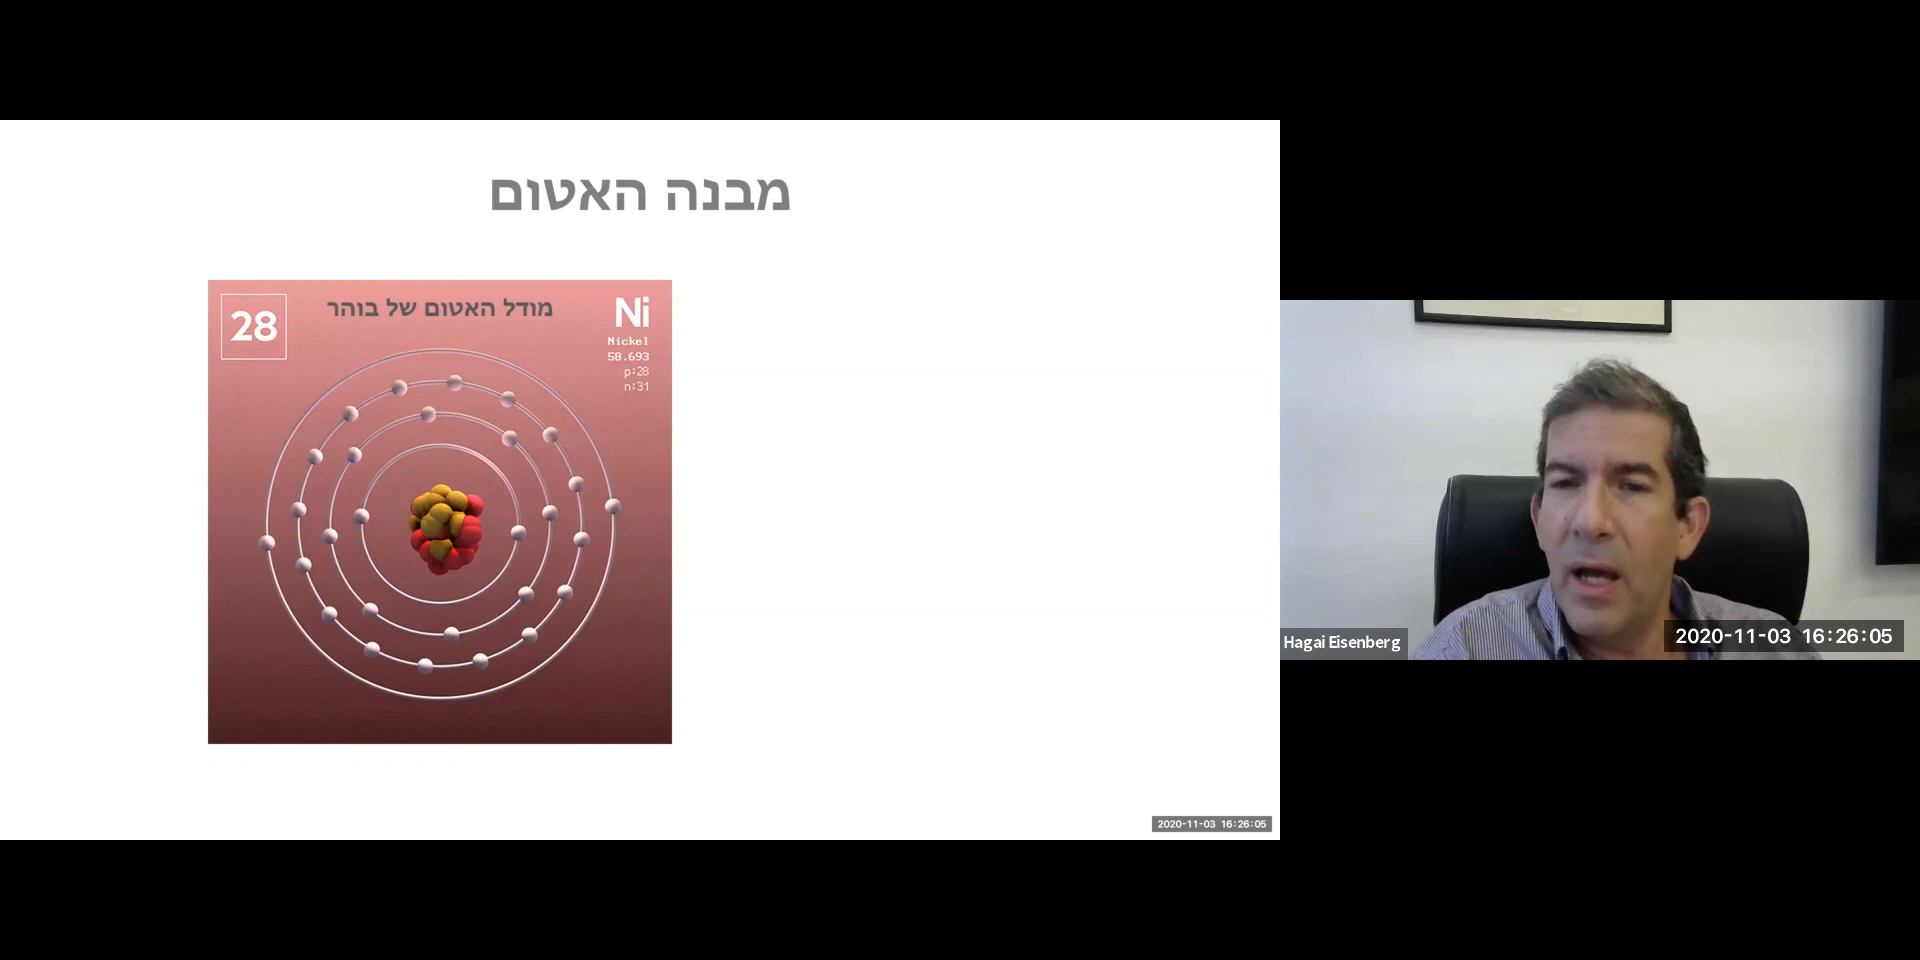 מבנה האטום
28
מודל האטום של בוהר
Ni
Nickel
58.693
p:28
n:31
2020-11-03 16:26:05
Hagai Eisenberg
2020-11-03 16:26:05